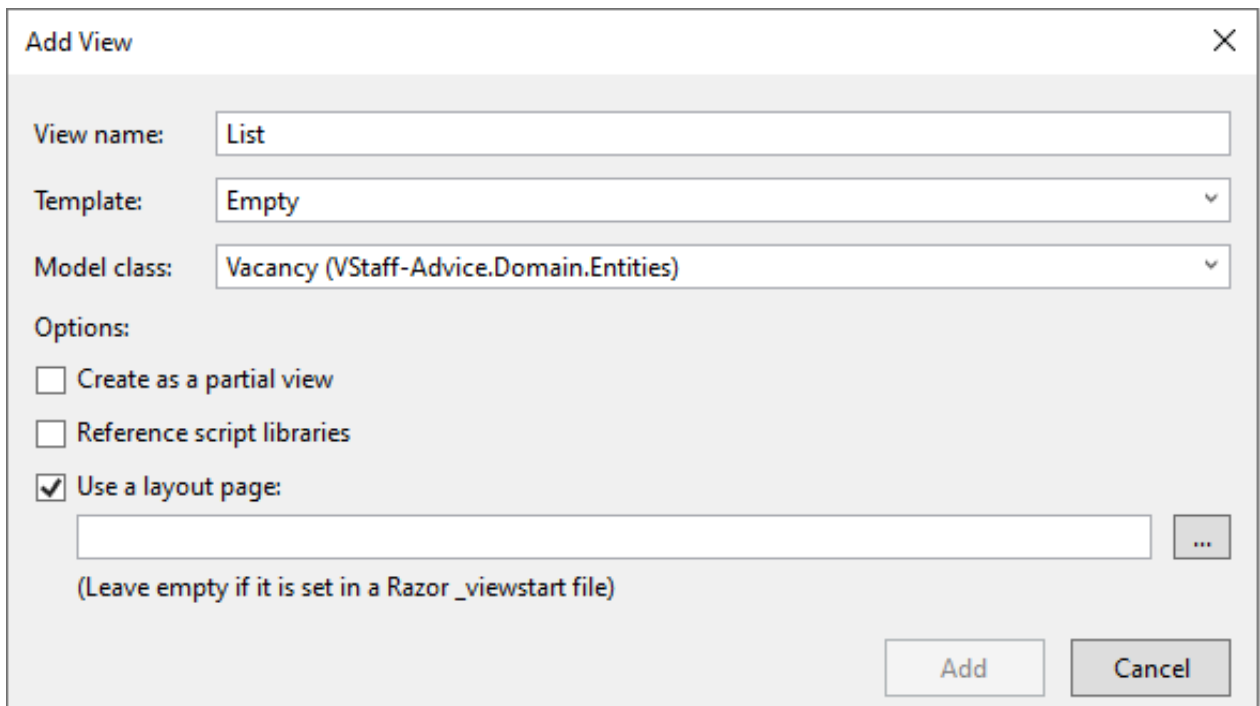 Add View
View name: List
Template: Empty
Model class: Vacancy (VStaff-Advice.Domain.Entities)
Options:
Create as a partial view
Reference script libraries
Use a layout page:
...
(Leave empty if it is set in a Razor _viewstart file)
Add Cancel